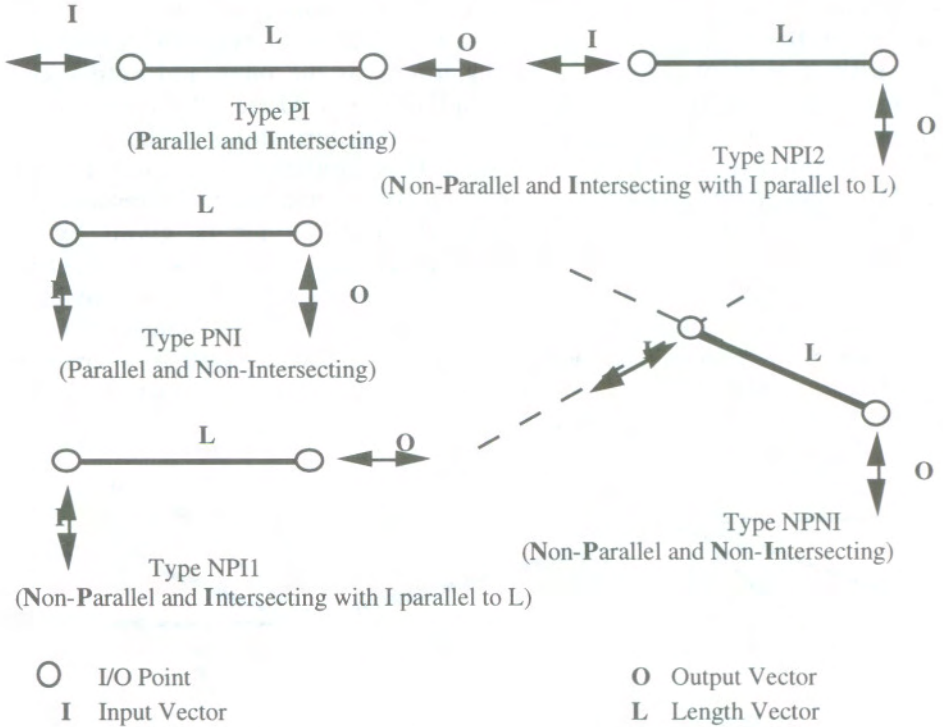 I
L
O
Type PI
(Parallel and Intersecting)
I
L
O
Type NPI2
(Non-Parallel and Intersecting with I parallel to L)
L
I
O
Type PNI
(Parallel and Non-Intersecting)
I
L
O
Type NPNI
(Non-Parallel and Non-Intersecting)
L
O
I
Type NPI1
(Non-Parallel and Intersecting with I parallel to L)
I/O Point
I Input Vector
O Output Vector
L Length Vector